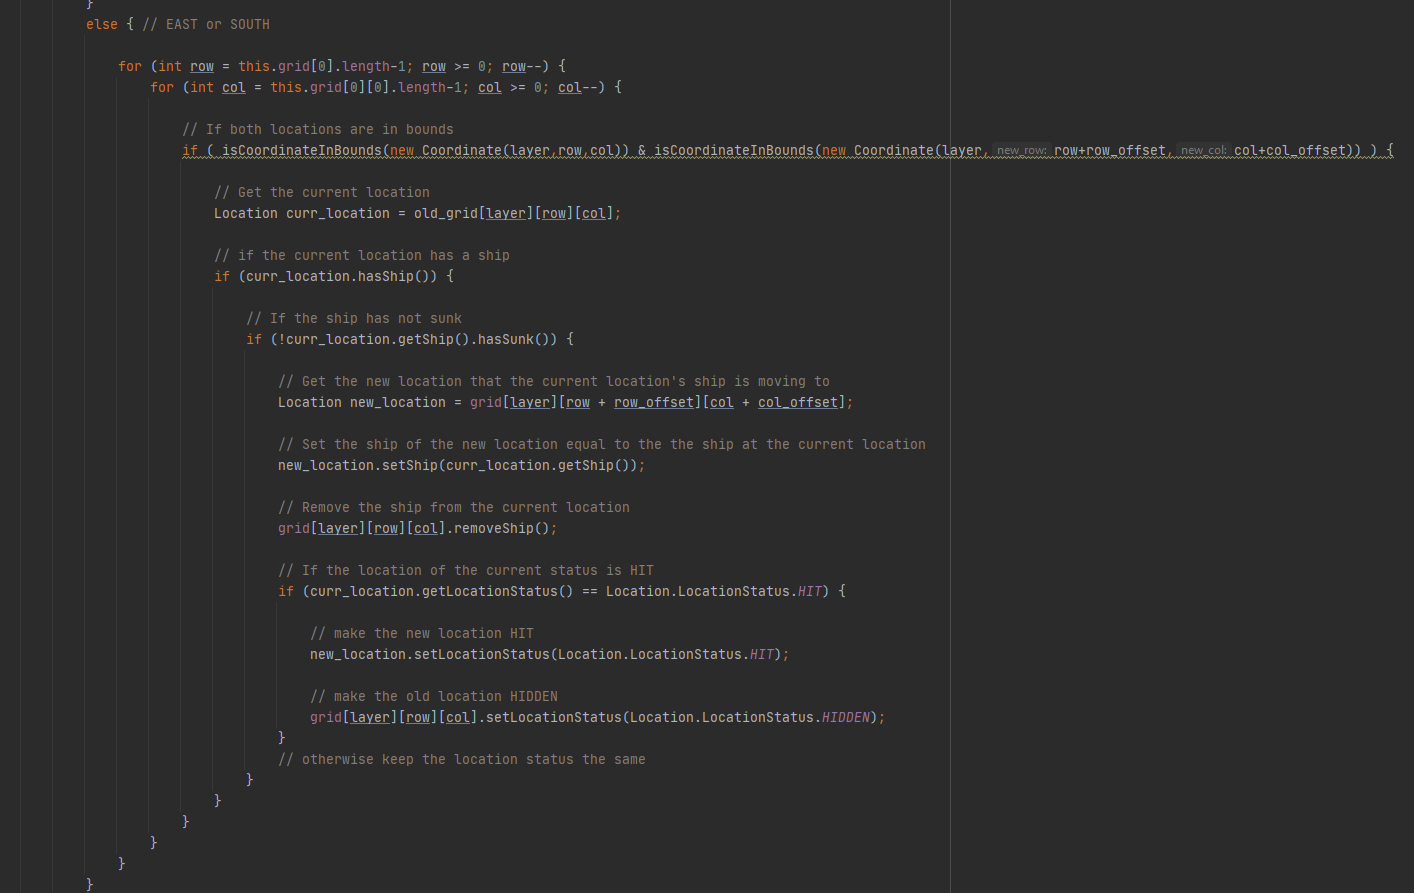 }
else { // EAST or SOUTH
for (int row = this.grid[0].length-1; row >= 0; row--) {
for (int col = this.grid[0][0].length-1; col >= 0; col--) {
// If both locations are in bounds
if ( isCoordinateInBounds(new Coordinate(layer,row,col)) & isCoordinateInBounds(new Coordinate(layer, new_row: row+row_offset, new_col: col+col_offset)) ) {
// Get the current location
Location curr_location = old_grid[layer][row][col];
// if the current location has a ship
if (curr_location.hasShip()) {
// If the ship has not sunk
if (!curr_location.getShip().hasSunk()) {
// Get the new location that the current location's ship is moving to
Location new_location = grid[layer][row + row_offset][col + col_offset];
// Set the ship of the new location equal to the the ship at the current location
new_location.setShip(curr_location.getShip());
// Remove the ship from the current location
grid[layer][row][col].removeShip();
// If the location of the current status is HIT
if (curr_location.getLocationStatus() == Location.LocationStatus.HIT) {
// make the new location HIT
new_location.setLocationStatus(Location.LocationStatus.HIT);
// make the old location HIDDEN
grid[layer][row][col].setLocationStatus(Location.LocationStatus.HIDDEN);
}
// otherwise keep the location status the same
}
}
}
}
}
}